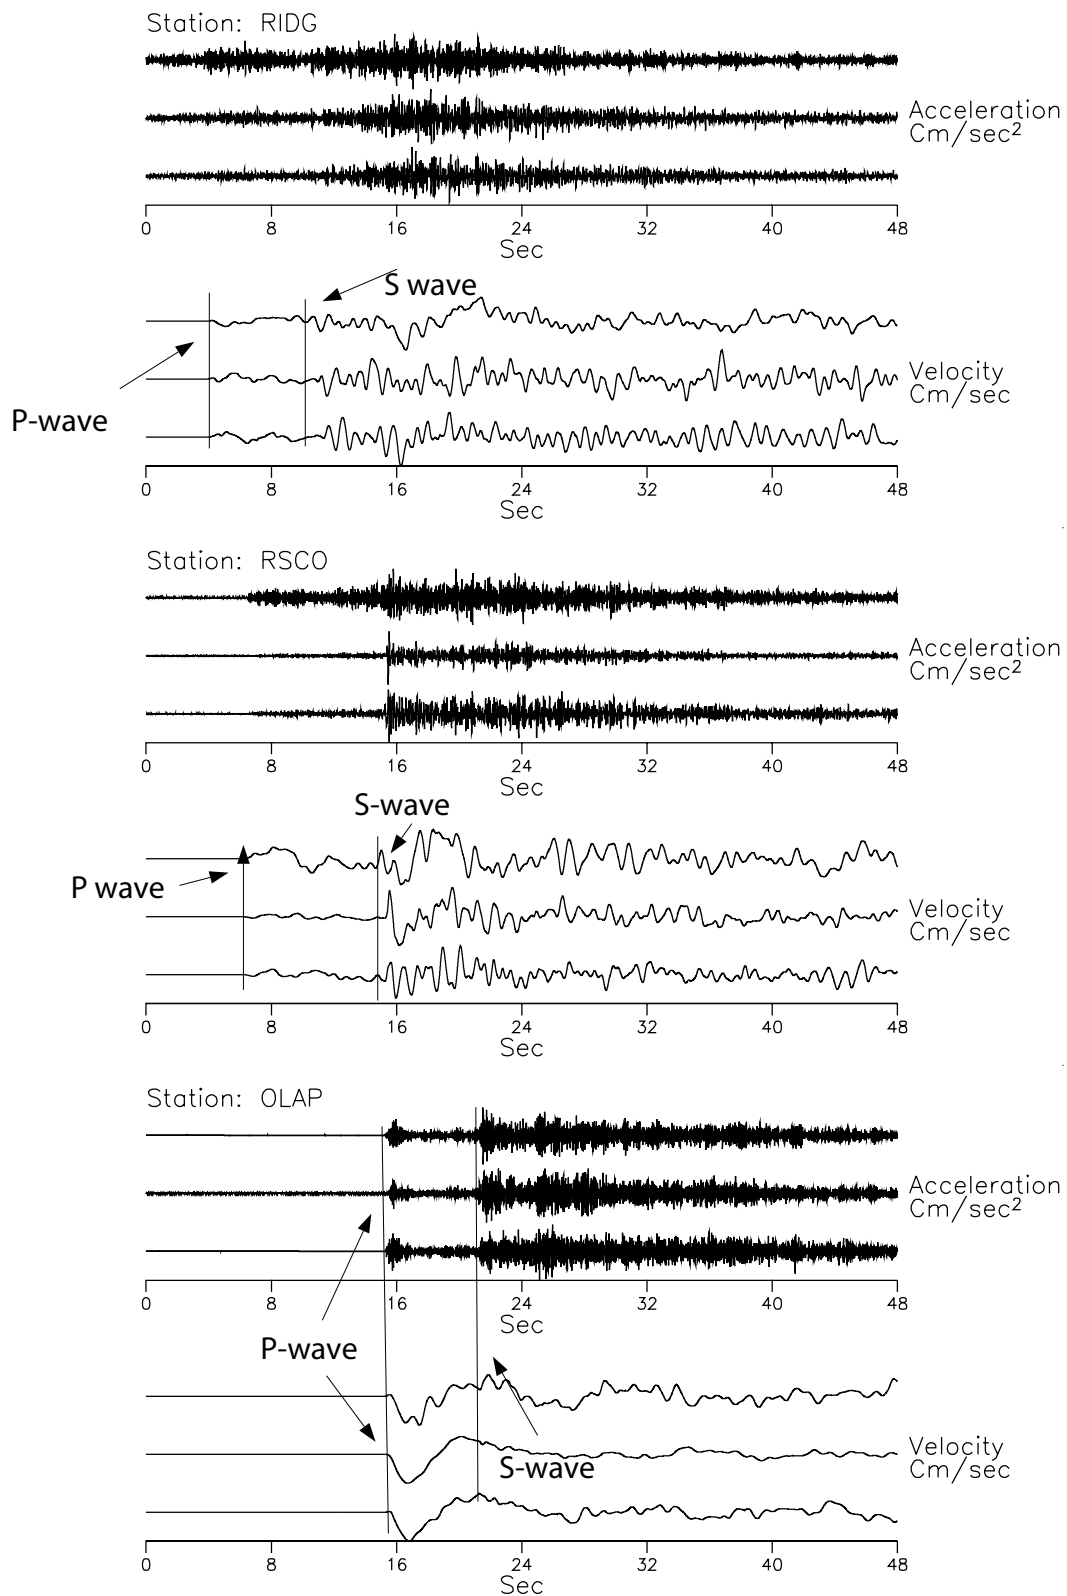 Station: RIDG
Acceleration
Cm/sec²
0 8 16 24 32 40 48
Sec
S wave
P-wave
Velocity
Cm/sec
0 8 16 24 32 40 48
Sec
Station: RSCO
Acceleration
Cm/sec²
0 8 16 24 32 40 48
Sec
S-wave
P wave
Velocity
Cm/sec
0 8 16 24 32 40 48
Sec
Station: OLAP
Acceleration
Cm/sec²
0 8 16 24 32 40 48
Sec
P-wave
Velocity
Cm/sec
S-wave
0 8 16 24 32 40 48
Sec